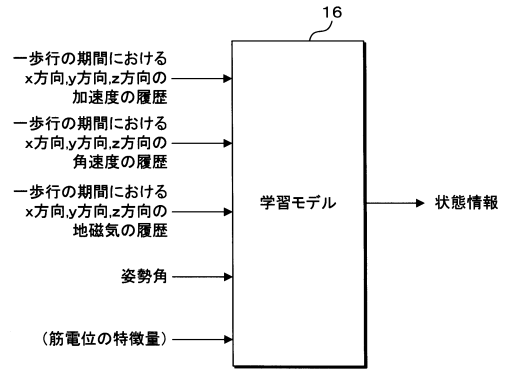 16
一歩行の期間における
x方向,y方向,z方向の
加速度の履歴
一歩行の期間における
x方向,y方向,z方向の
角速度の履歴
一歩行の期間における
x方向,y方向,z方向の
地磁気の履歴
学習モデル
状態情報
姿勢角
(筋電位の特徴量)